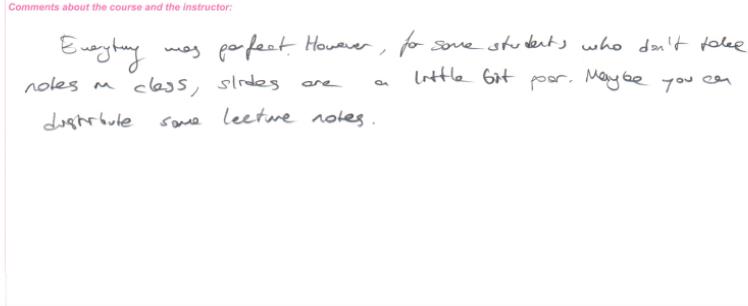 Comments about the course and the instructor:
Everything was perfect. However, for some students who don't take
notes in class, slides are a little bit poor. Maybe you can
distribute some lecture notes.